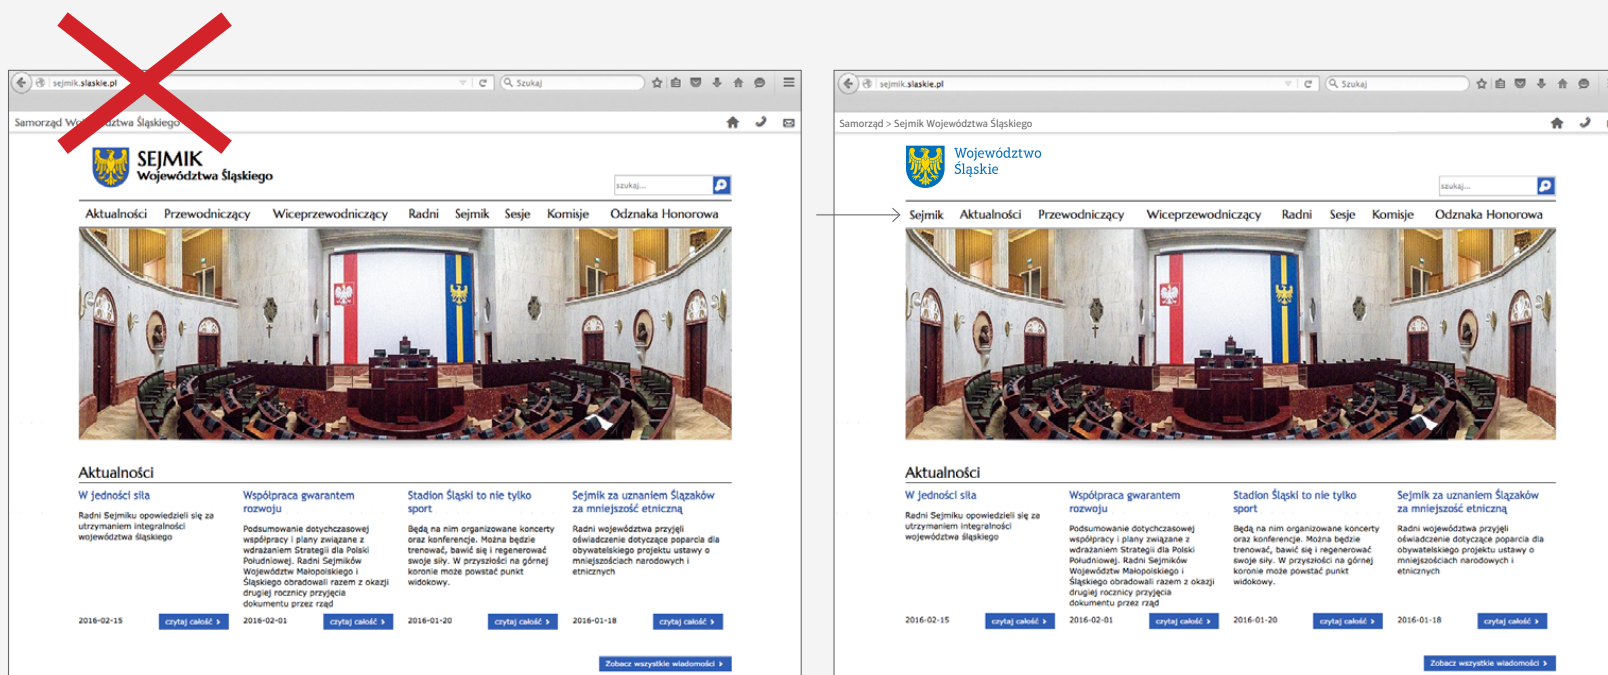 sejmik.slaskie.pl
Szukaj
Samorząd Województwa Śląskiego
SEJMIK
Województwa Śląskiego
szukaj...
Aktualności Przewodniczący Wiceprzewodniczący Radni Sejmik Sesje Komisje Odznaka Honorowa
Aktualności
W jedności siła
Radni Sejmiku opowiedzieli się za
utrzymaniem integralności
województwa śląskiego
2016-02-15
czytaj całość
Współpraca gwarantem
rozwoju
Podsumowanie dotychczasowej
współpracy i plany związane z
wdrażaniem Strategii dla Polski
Południowej. Radni Sejmików
Województw Małopolskiego i
Śląskiego obradowali razem z okazji
drugiej rocznicy przyjęcia
dokumentu przez rząd
2016-02-01
czytaj całość
Stadion Śląski to nie tylko
sport
Będą na nim organizowane koncerty
oraz konferencje. Można będzie
trenować, bawić się i regenerować
swoje siły. W przyszłości na górnej
koronie może powstać punkt
widokowy.
2016-01-20
czytaj całość
Sejmik za uznaniem Ślązaków
za mniejszość etniczną
Radni województwa przyjęli
oświadczenie dotyczące poparcia dla
obywatelskiego projektu ustawy o
mniejszościach narodowych i
etnicznych
2016-01-18
czytaj całość
Zobacz wszystkie wiadomości
sejmik.slaskie.pl
Szukaj
Samorząd > Sejmik Województwa Śląskiego
Województwo
Śląskie
szukaj...
Sejmik Aktualności Przewodniczący Wiceprzewodniczący Radni Sesje Komisje Odznaka Honorowa
Aktualności
W jedności siła
Radni Sejmiku opowiedzieli się za
utrzymaniem integralności
województwa śląskiego
2016-02-15
czytaj całość
Współpraca gwarantem
rozwoju
Podsumowanie dotychczasowej
współpracy i plany związane z
wdrażaniem Strategii dla Polski
Południowej. Radni Sejmików
Województw Małopolskiego i
Śląskiego obradowali razem z okazji
drugiej rocznicy przyjęcia
dokumentu przez rząd
2016-02-01
czytaj całość
Stadion Śląski to nie tylko
sport
Będą na nim organizowane koncerty
oraz konferencje. Można będzie
trenować, bawić się i regenerować
swoje siły. W przyszłości na górnej
koronie może powstać punkt
widokowy.
2016-01-20
czytaj całość
Sejmik za uznaniem Ślązaków
za mniejszość etniczną
Radni województwa przyjęli
oświadczenie dotyczące poparcia dla
obywatelskiego projektu ustawy o
mniejszościach narodowych i
etnicznych
2016-01-18
czytaj całość
Zobacz wszystkie wiadomości